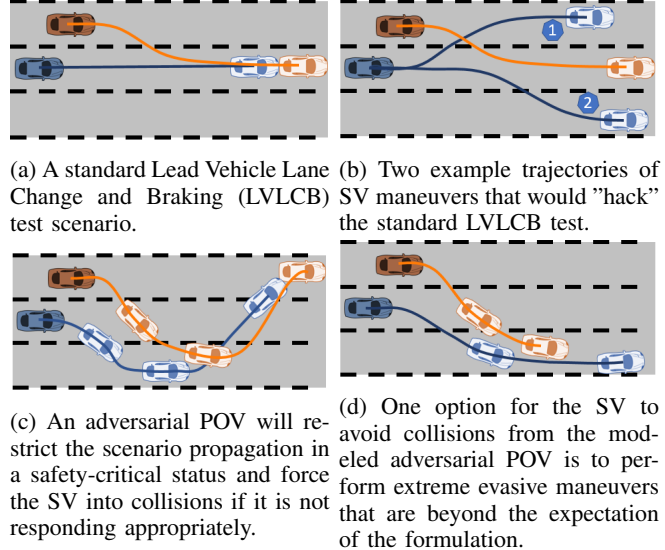 1
2
(a) A standard Lead Vehicle Lane
Change and Braking (LVLCB)
test scenario.
(b) Two example trajectories of
SV maneuvers that would ”hack”
the standard LVLCB test.
(c) An adversarial POV will re-
strict the scenario propagation in
a safety-critical status and force
the SV into collisions if it is not
responding appropriately.
(d) One option for the SV to
avoid collisions from the mod-
eled adversarial POV is to per-
form extreme evasive maneuvers
that are beyond the expectation
of the formulation.